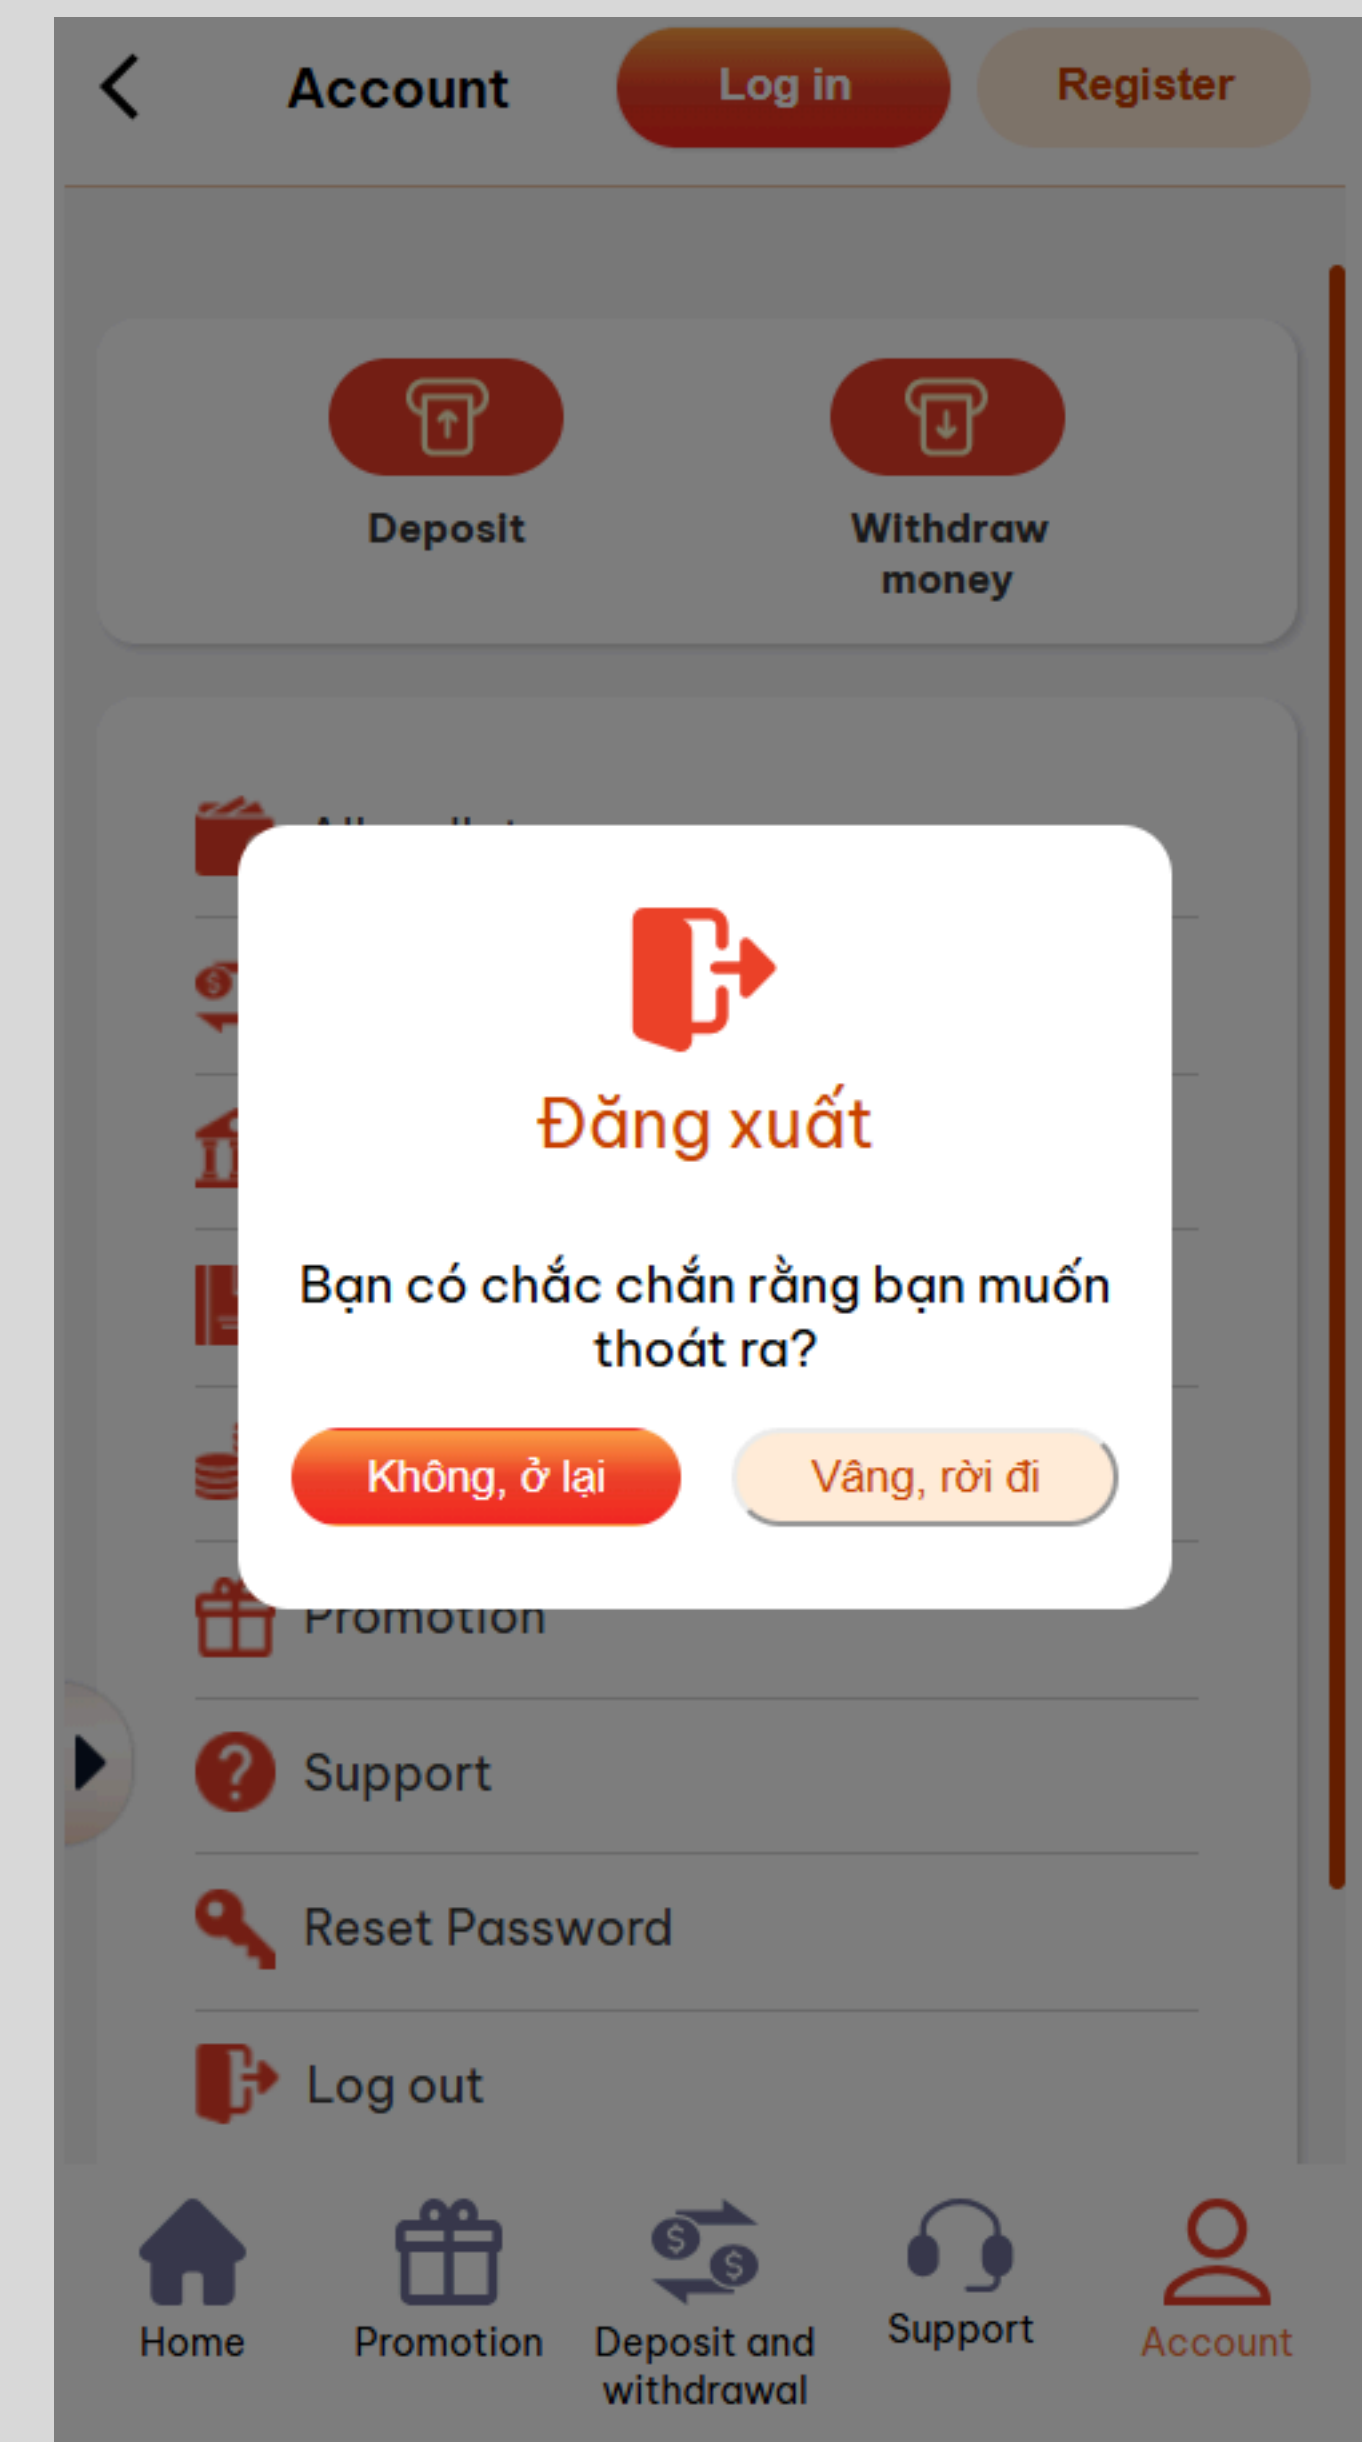 Account
Log in
Register
Deposit
Withdraw
money
Đăng xuất
Bạn có chắc chắn rằng bạn muốn
thoát ra?
Không, ở lại
Vâng, rời đi
Promotion
Support
Reset Password
Log out
Home
Promotion
Deposit and
withdrawal
Support
Account